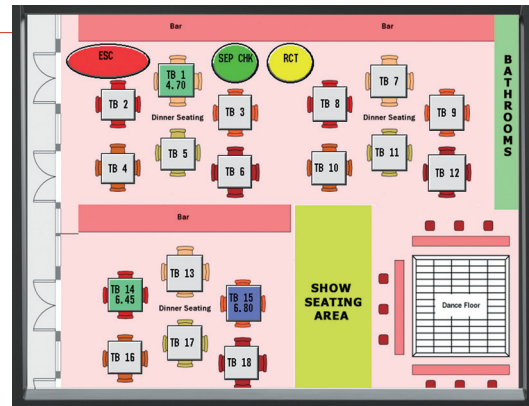 Bar
Bar
ESC
SEP CHK
RCT
TB 1
4.70
TB 7
TB 2
TB 3
TB 8
TB 9
Dinner Seating
Dinner Seating
TB 5
TB 11
TB 4
TB 6
TB 10
TB 12
BATHROOMS
Bar
TB 13
TB 14
6.45
TB 15
6.80
Dinner Seating
TB 17
TB 16
TB 18
SHOW
SEATING
AREA
Dance Floor